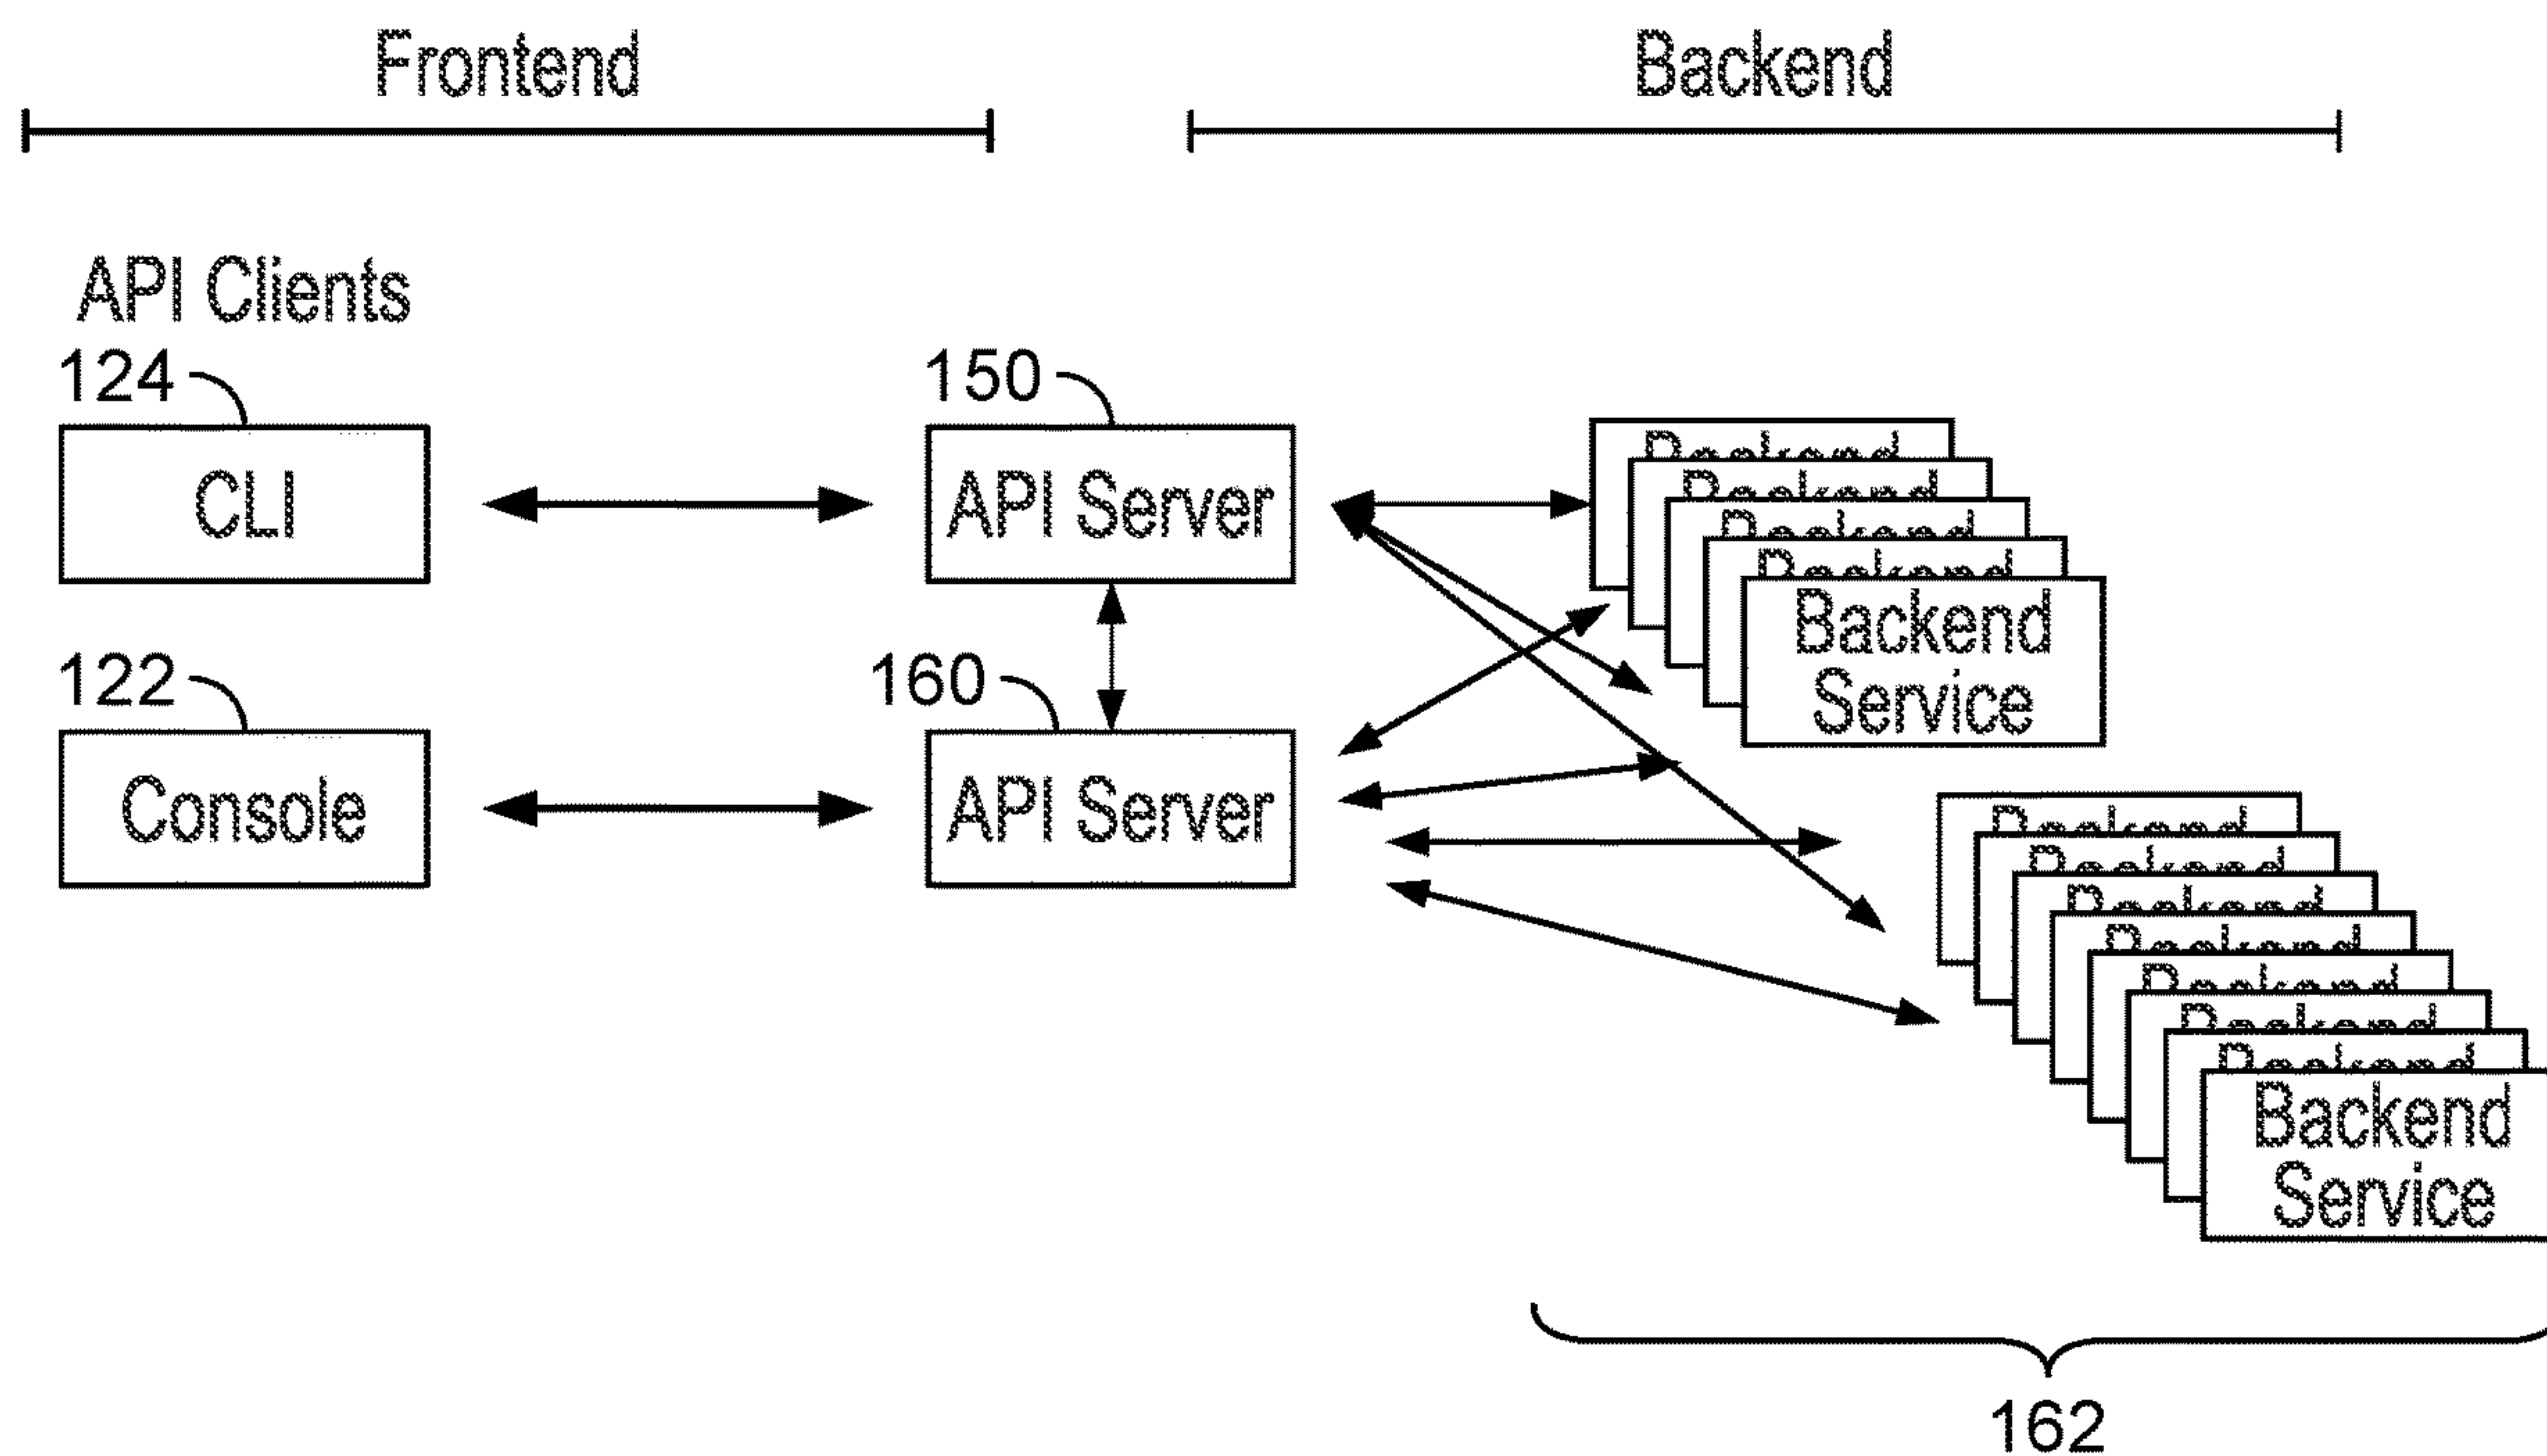 Frontend
Backend
API Clients
124
150
CLI
API Server
122
160
Console
API Server
Backend
Service
Backend
Service
162